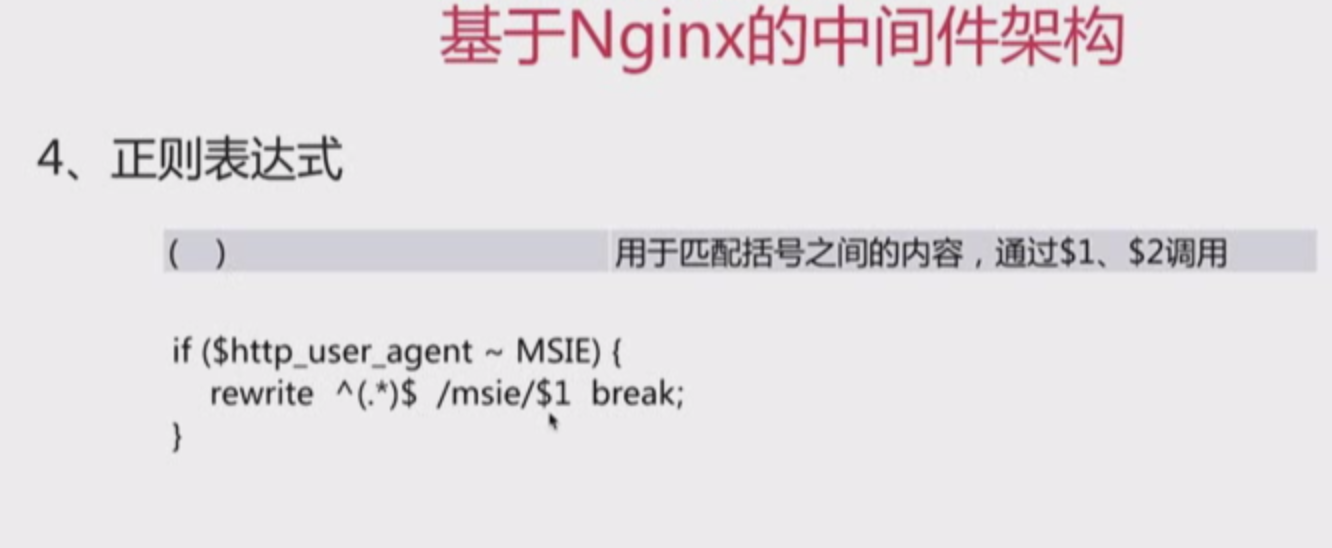 基于Nginx的中间件架构
4、正则表达式
( ) 用于匹配括号之间的内容，通过$1、$2调用
if ($http_user_agent ~ MSIE) {
rewrite ^(.*)$ /msie/$1 break;
}